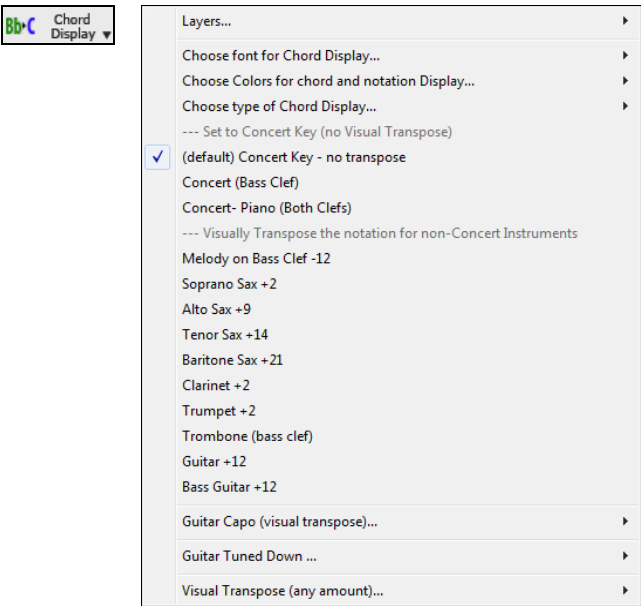 Bb▸C Chord
Display ▼
Layers...
Choose font for Chord Display...
Choose Colors for chord and notation Display...
Choose type of Chord Display...
--- Set to Concert Key (no Visual Transpose)
(default) Concert Key - no transpose
Concert (Bass Clef)
Concert- Piano (Both Clefs)
--- Visually Transpose the notation for non-Concert Instruments
Melody on Bass Clef -12
Soprano Sax +2
Alto Sax +9
Tenor Sax +14
Baritone Sax +21
Clarinet +2
Trumpet +2
Trombone (bass clef)
Guitar +12
Bass Guitar +12
Guitar Capo (visual transpose)...
Guitar Tuned Down ...
Visual Transpose (any amount)...